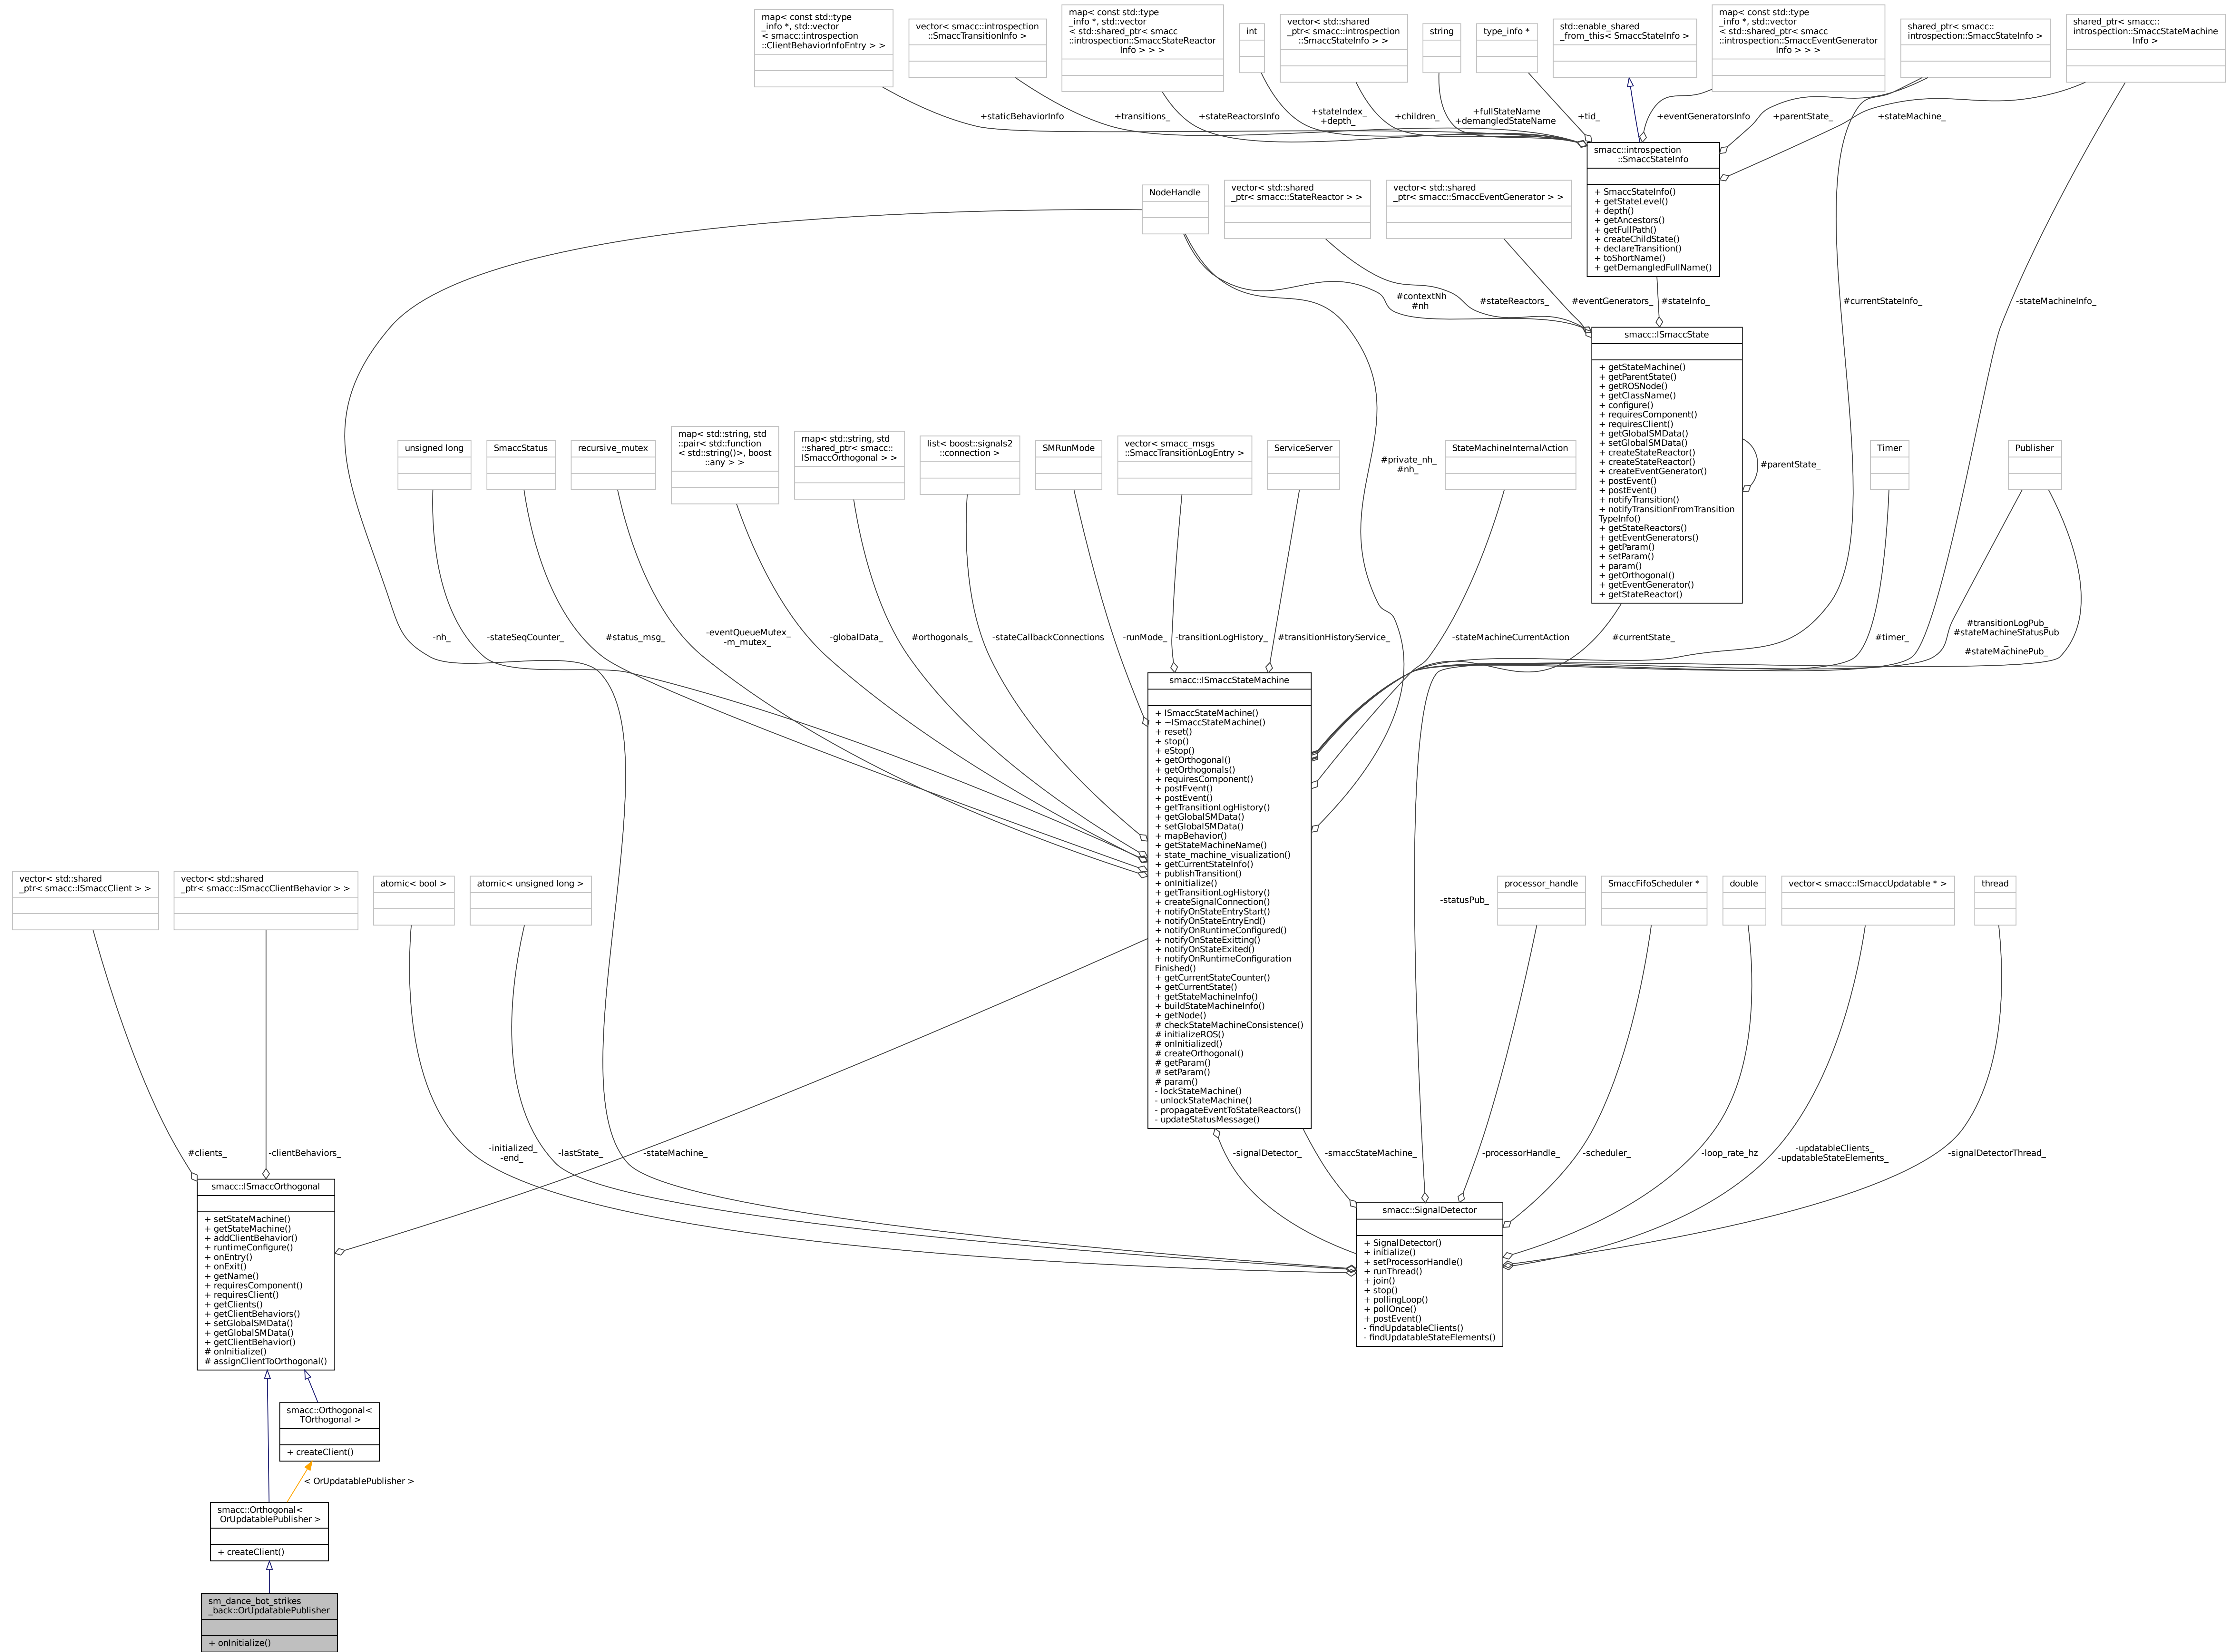 map< const std::type
_info *, std::vector
< smacc::introspection
::ClientBehaviorInfoEntry > >
vector< smacc::introspection
::SmaccTransitionInfo >
map< const std::type
_info *, std::vector
< std::shared_ptr< smacc
::introspection::SmaccStateReactor
Info > > >
int
vector< std::shared
_ptr< smacc::introspection
::SmaccStateInfo > >
string
type_info *
std::enable_shared
_from_this< SmaccStateInfo >
map< const std::type
_info *, std::vector
< std::shared_ptr< smacc
::introspection::SmaccEventGenerator
Info > > >
shared_ptr< smacc::
introspection::SmaccStateInfo >
shared_ptr< smacc::
introspection::SmaccStateMachine
Info >
+staticBehaviorInfo
+transitions_
+stateReactorsInfo
+stateIndex_
+depth_
+children_
+fullStateName
+demangledStateName
+tid_
+eventGeneratorsInfo
+parentState_
+stateMachine_
smacc::introspection
::SmaccStateInfo
+ SmaccStateInfo()
+ getStateLevel()
+ depth()
+ getAncestors()
+ getFullPath()
+ createChildState()
+ declareTransition()
+ toShortName()
+ getDemangledFullName()
NodeHandle
vector< std::shared
_ptr< smacc::StateReactor > >
vector< std::shared
_ptr< smacc::SmaccEventGenerator > >
#contextNh
#nh
#stateReactors_
#eventGenerators_
#stateInfo_
#currentStateInfo_
-stateMachineInfo_
smacc::ISmaccState
+ getStateMachine()
+ getParentState()
+ getROSNode()
+ getClassName()
+ configure()
+ requiresComponent()
+ requiresClient()
+ getGlobalSMData()
+ setGlobalSMData()
+ createStateReactor()
+ createStateReactor()
+ createEventGenerator()
+ postEvent()
+ postEvent()
+ notifyTransition()
+ notifyTransitionFromTransition
TypeInfo()
+ getStateReactors()
+ getEventGenerators()
+ getParam()
+ setParam()
+ param()
+ getOrthogonal()
+ getEventGenerator()
+ getStateReactor()
#parentState_
unsigned long
SmaccStatus
recursive_mutex
map< std::string, std
::pair< std::function
< std::string()>, boost
::any > >
map< std::string, std
::shared_ptr< smacc::
ISmaccOrthogonal > >
list< boost::signals2
::connection >
SMRunMode
vector< smacc_msgs
::SmaccTransitionLogEntry >
ServiceServer
#private_nh_
#nh_
StateMachineInternalAction
Timer
Publisher
-nh_
-stateSeqCounter_
#status_msg_
-eventQueueMutex_
-m_mutex_
-globalData_
#orthogonals_
-stateCallbackConnections
-runMode_
-transitionLogHistory_
#transitionHistoryService_
-stateMachineCurrentAction
#currentState_
#timer_
#transitionLogPub_
#stateMachineStatusPub
_
#stateMachinePub_
smacc::ISmaccStateMachine
+ ISmaccStateMachine()
+ ~ISmaccStateMachine()
+ reset()
+ stop()
+ eStop()
+ getOrthogonal()
+ getOrthogonals()
+ requiresComponent()
+ postEvent()
+ postEvent()
+ getTransitionLogHistory()
+ getGlobalSMData()
+ setGlobalSMData()
+ mapBehavior()
+ getStateMachineName()
+ state_machine_visualization()
+ getCurrentStateInfo()
+ publishTransition()
+ onInitialize()
+ getTransitionLogHistory()
+ createSignalConnection()
+ notifyOnStateEntryStart()
+ notifyOnStateEntryEnd()
+ notifyOnRuntimeConfigured()
+ notifyOnStateExitting()
+ notifyOnStateExited()
+ notifyOnRuntimeConfiguration
Finished()
+ getCurrentStateCounter()
+ getCurrentState()
+ getStateMachineInfo()
+ buildStateMachineInfo()
+ getNode()
# checkStateMachineConsistence()
# initializeROS()
# onInitialized()
# createOrthogonal()
# getParam()
# setParam()
# param()
- lockStateMachine()
- unlockStateMachine()
- propagateEventToStateReactors()
- updateStatusMessage()
vector< std::shared
_ptr< smacc::ISmaccClient > >
vector< std::shared
_ptr< smacc::ISmaccClientBehavior > >
atomic< bool >
atomic< unsigned long >
-statusPub_
processor_handle
SmaccFifoScheduler *
double
vector< smacc::ISmaccUpdatable * >
thread
#clients_
-clientBehaviors_
-initialized_
-end_
-lastState_
-stateMachine_
-signalDetector_
-smaccStateMachine_
-processorHandle_
-scheduler_
-loop_rate_hz
-updatableClients_
-updatableStateElements_
-signalDetectorThread_
smacc::ISmaccOrthogonal
+ setStateMachine()
+ getStateMachine()
+ addClientBehavior()
+ runtimeConfigure()
+ onEntry()
+ onExit()
+ getName()
+ requiresComponent()
+ requiresClient()
+ getClients()
+ getClientBehaviors()
+ setGlobalSMData()
+ getGlobalSMData()
+ getClientBehavior()
# onInitialize()
# assignClientToOrthogonal()
smacc::SignalDetector
+ SignalDetector()
+ initialize()
+ setProcessorHandle()
+ runThread()
+ join()
+ stop()
+ pollingLoop()
+ pollOnce()
+ postEvent()
- findUpdatableClients()
- findUpdatableStateElements()
smacc::Orthogonal<
TOrthogonal >
+ createClient()
< OrUpdatablePublisher >
smacc::Orthogonal<
OrUpdatablePublisher >
+ createClient()
sm_dance_bot_strikes
_back::OrUpdatablePublisher
+ onInitialize()